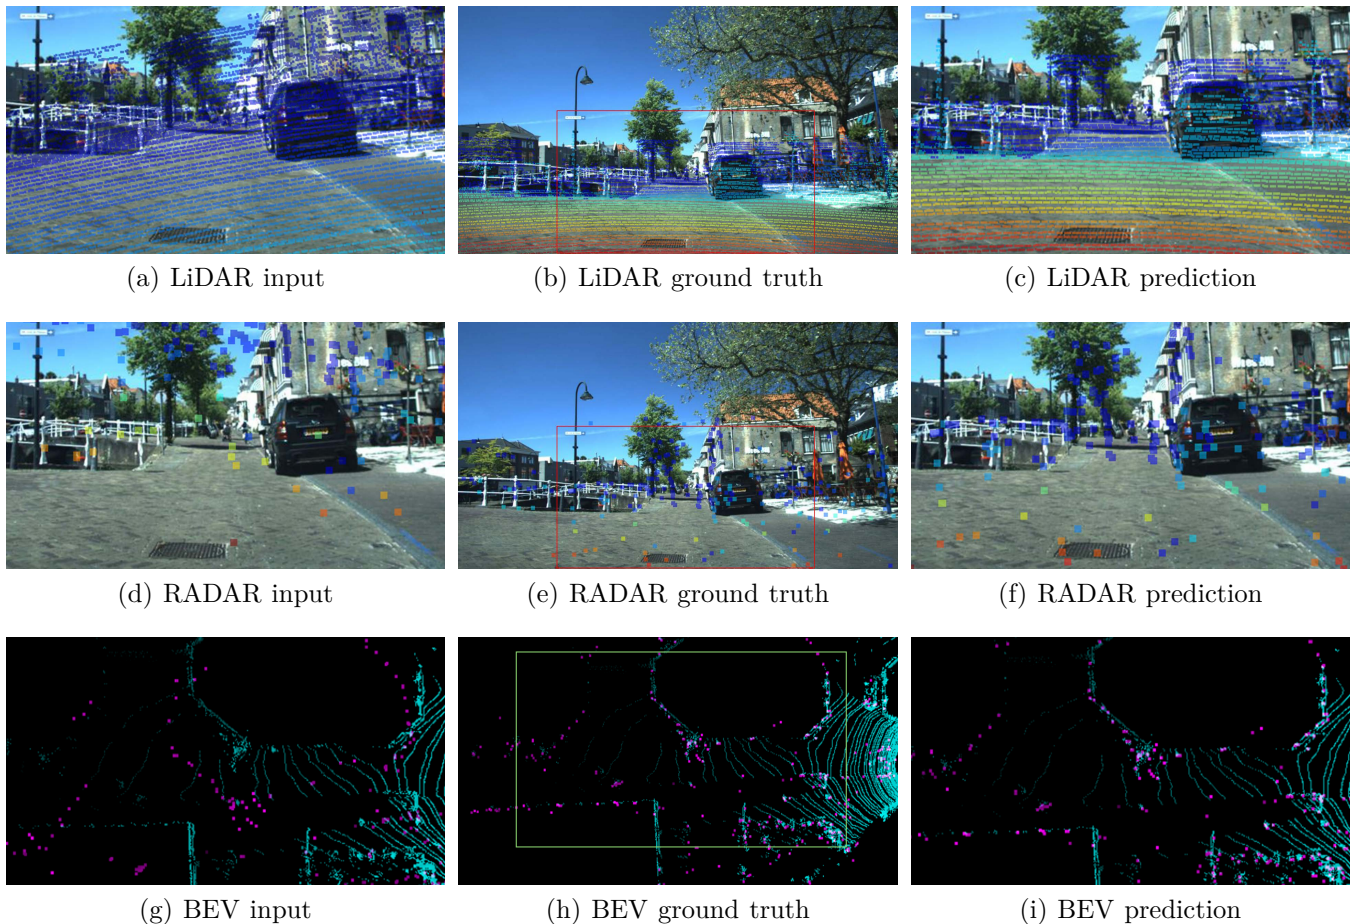 (a) LiDAR input
(b) LiDAR ground truth
(c) LiDAR prediction
(d) RADAR input
(e) RADAR ground truth
(f) RADAR prediction
(g) BEV input
(h) BEV ground truth
(i) BEV prediction